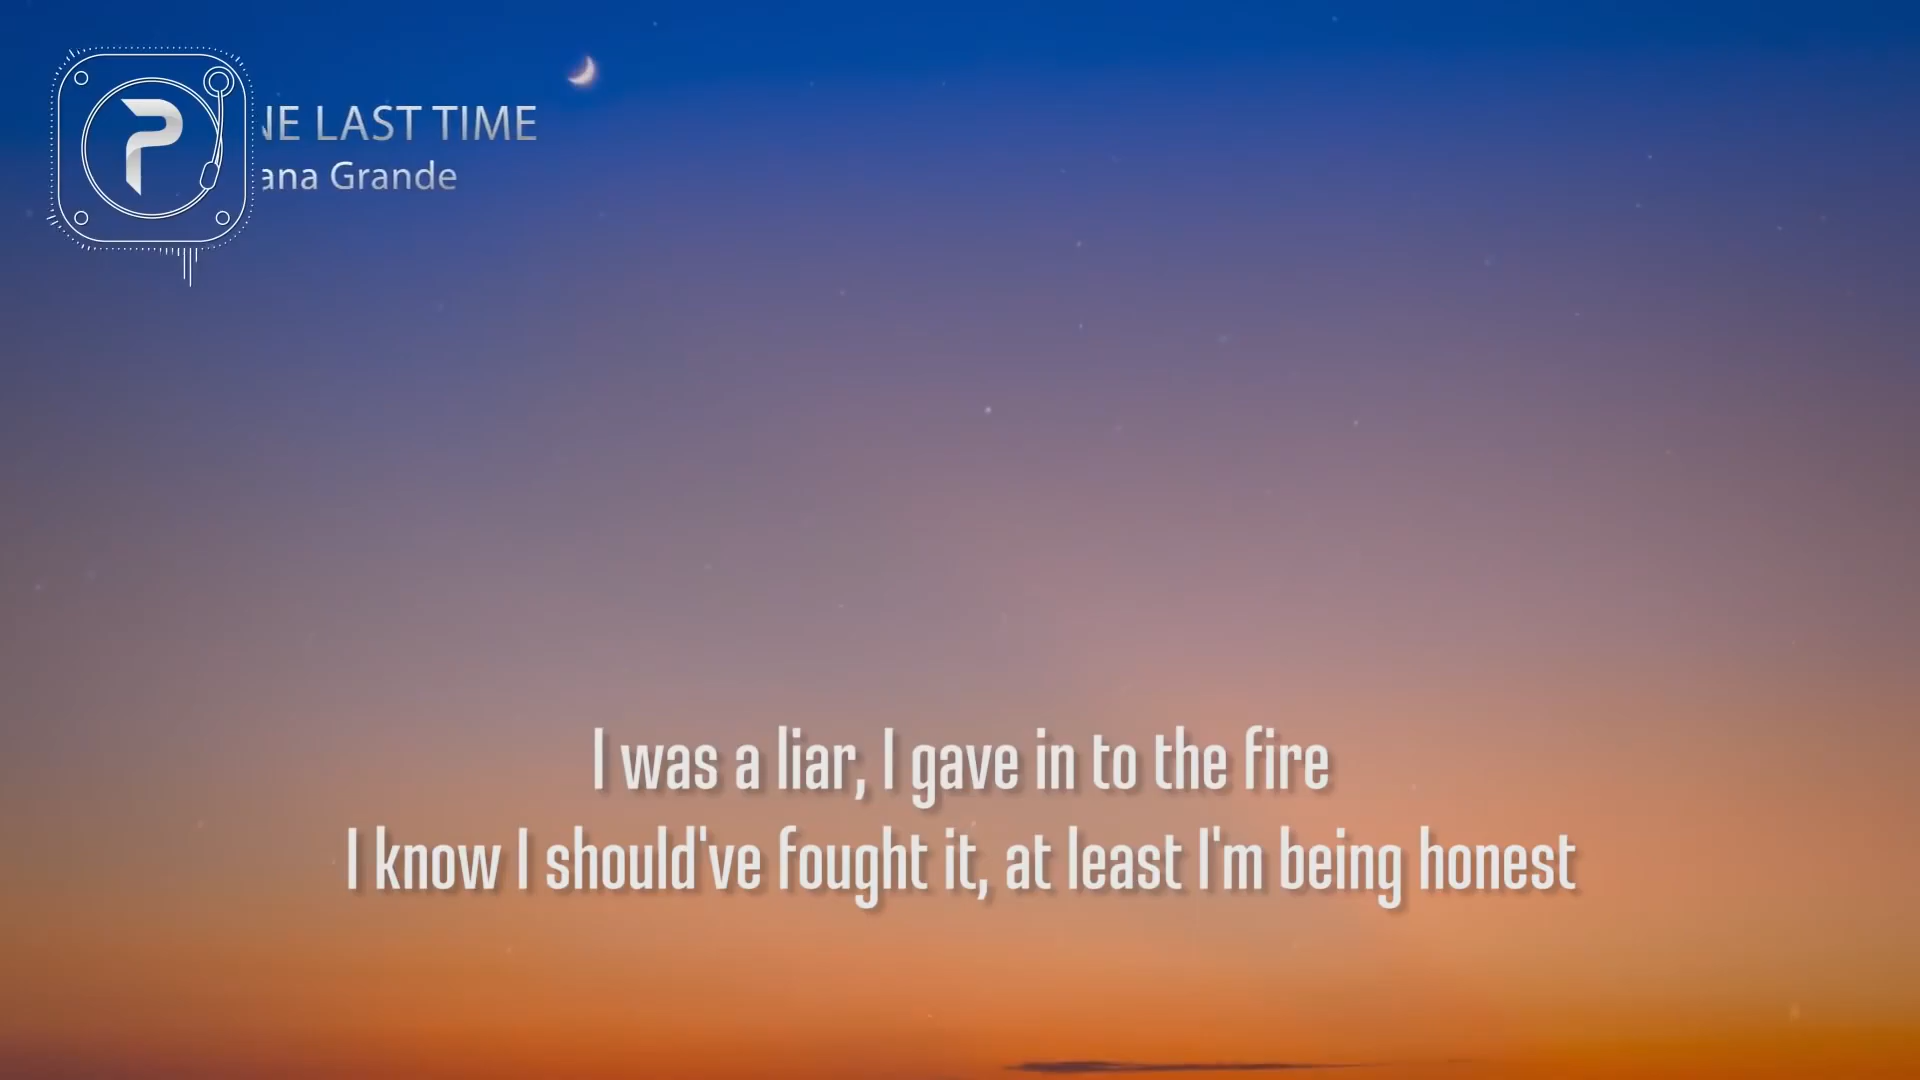 NE LAST TIME
ana Grande
I was a liar, I gave in to the fire
I know I should've fought it, at least I'm being honest